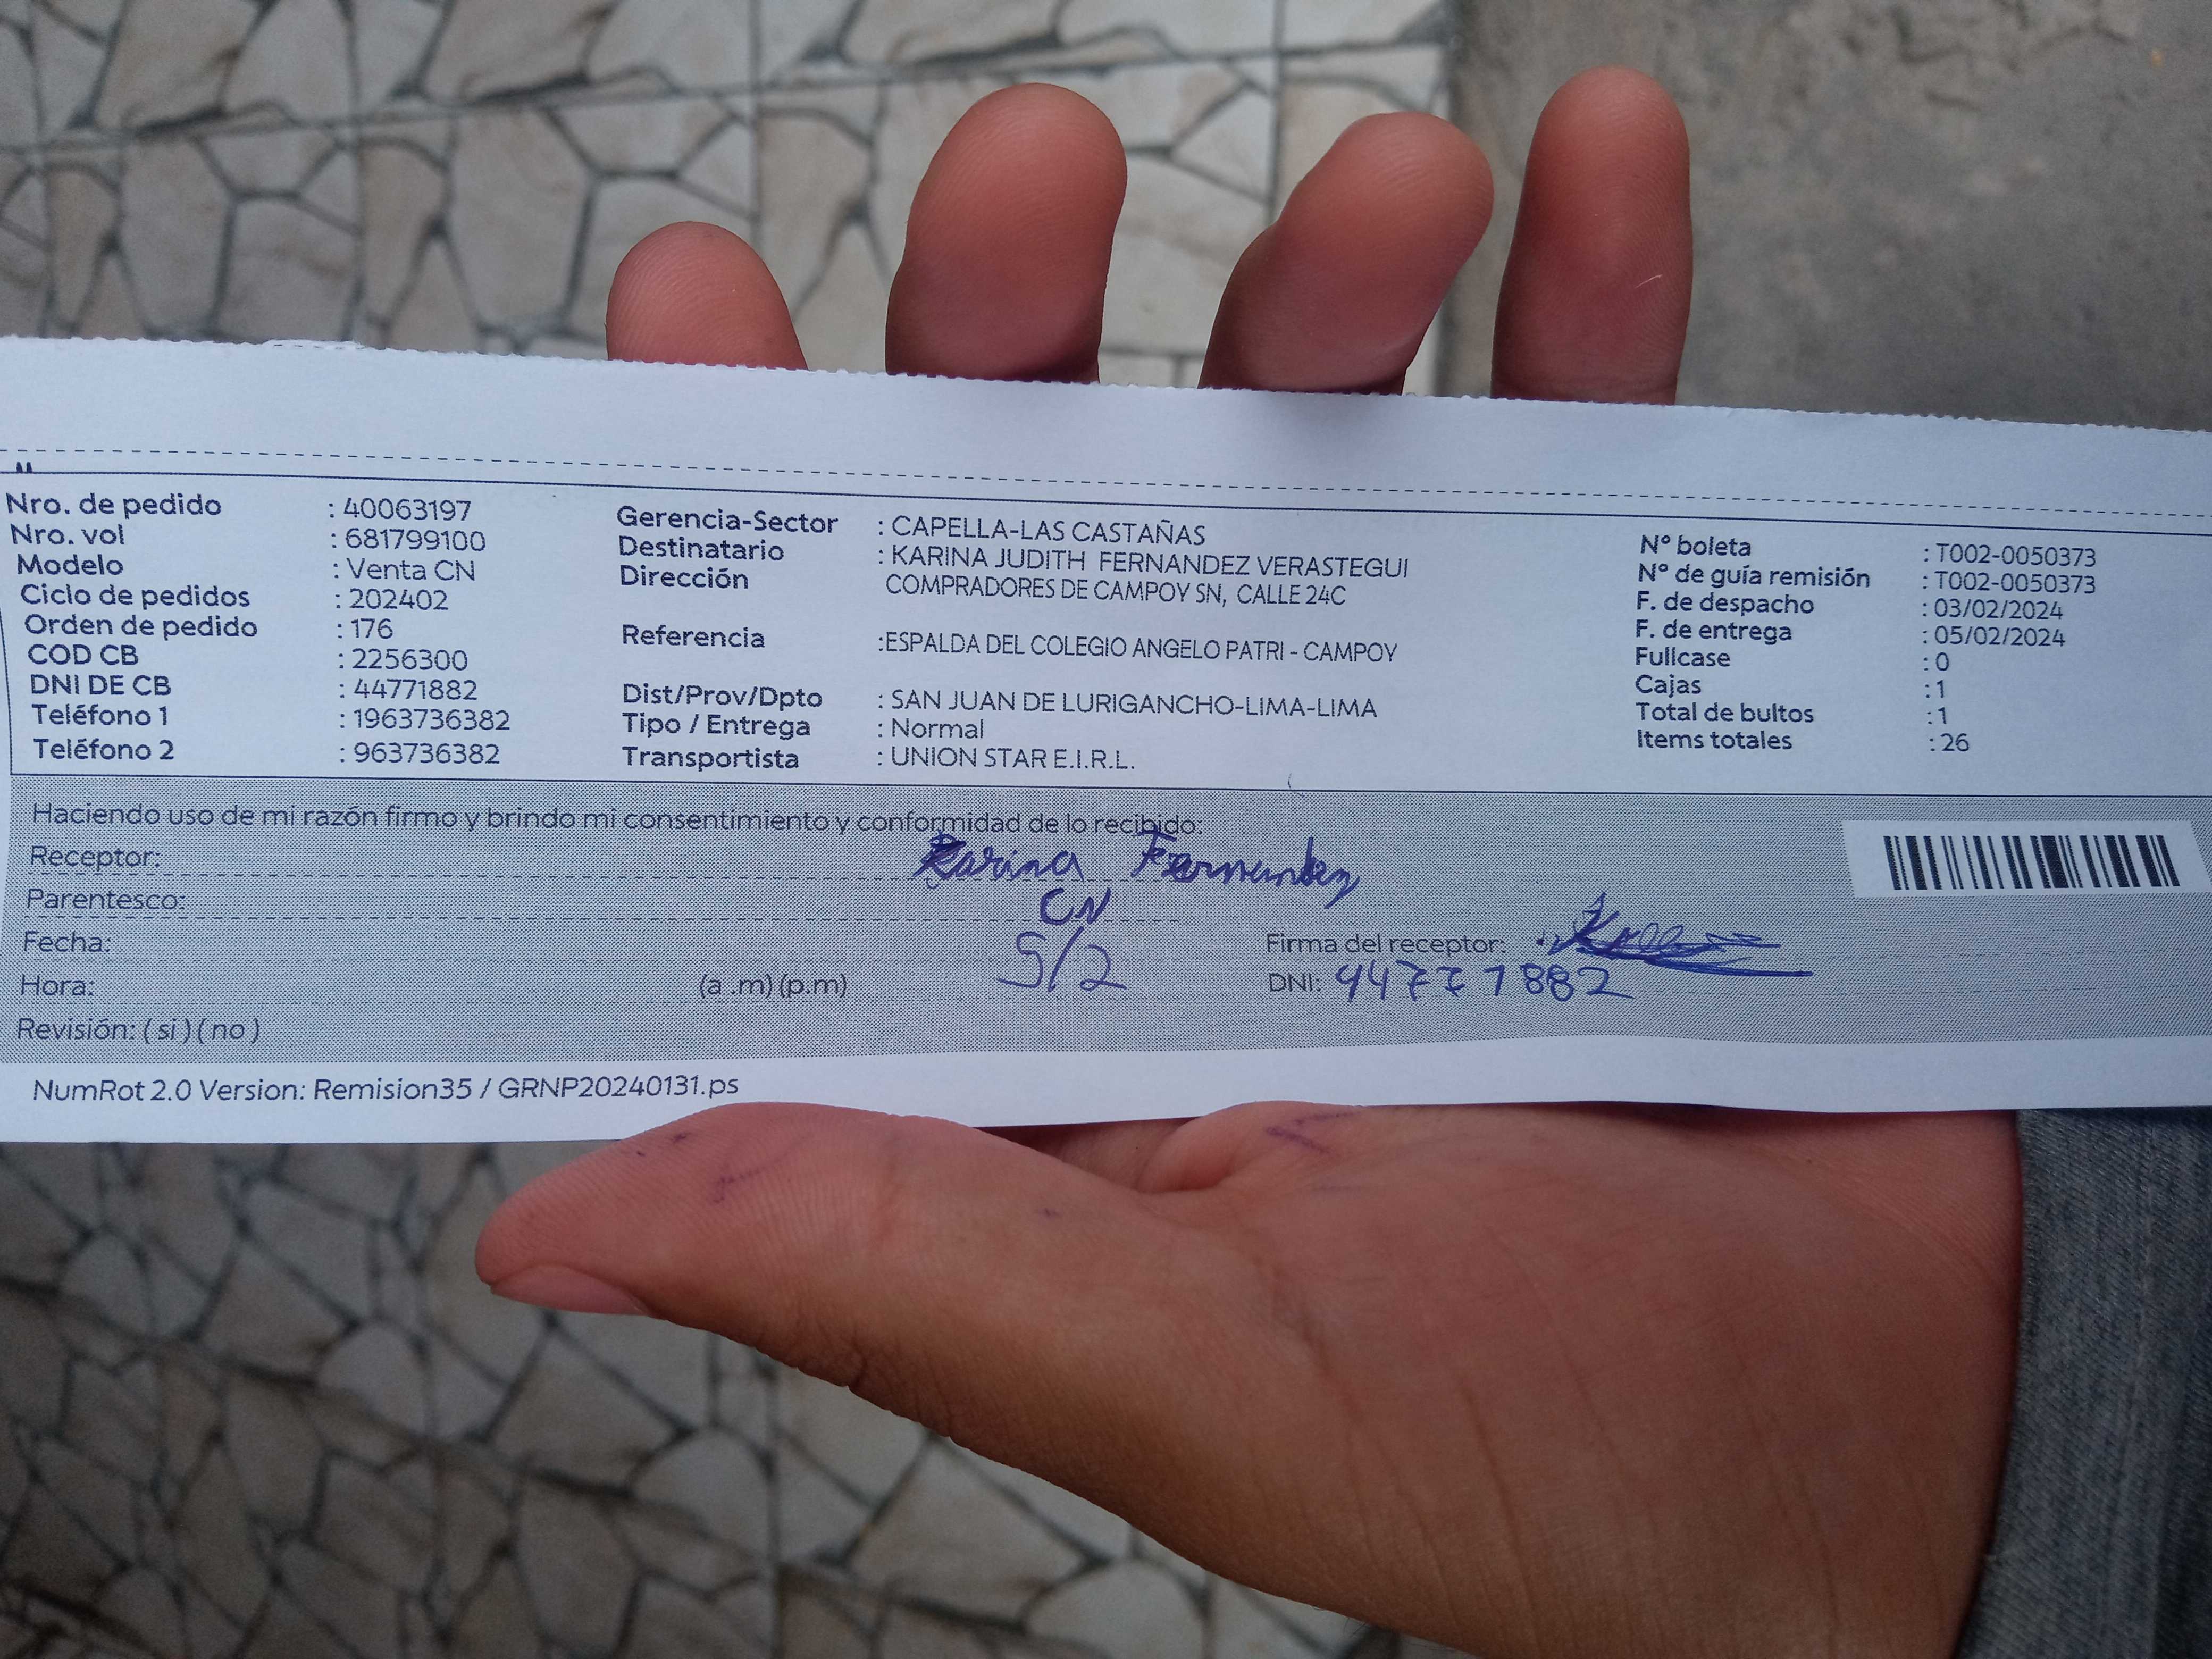 Nro. de pedido : 40063197
Nro. vol : 681799100
Modelo : Venta CN
Ciclo de pedidos : 202402
Orden de pedido : 176
COD CB : 2256300
DNI DE CB : 44771882
Teléfono 1 : 1963736382
Teléfono 2 : 963736382
Gerencia-Sector : CAPELLA-LAS CASTAÑAS
Destinatario : KARINA JUDITH FERNANDEZ VERASTEGUI
Dirección COMPRADORES DE CAMPOY SN, CALLE 24C
Referencia :ESPALDA DEL COLEGIO ANGELO PATRI - CAMPOY
Dist/Prov/Dpto : SAN JUAN DE LURIGANCHO-LIMA-LIMA
Tipo / Entrega : Normal
Transportista : UNION STAR E.I.R.L.
N° boleta : T002-0050373
N° de guía remisión : T002-0050373
F. de despacho : 03/02/2024
F. de entrega : 05/02/2024
Fullcase : 0
Cajas : 1
Total de bultos : 1
Items totales : 26
Haciendo uso de mi razón firmo y brindo mi consentimiento y conformidad de lo recibido:
Receptor: Karina Fernandez
Parentesco: CN
Fecha: 5/2
Firma del receptor:
Hora: (a .m) (p.m)
DNI: 44771882
Revisión: ( si ) ( no )
NumRot 2.0 Version: Remision35 / GRNP20240131.ps